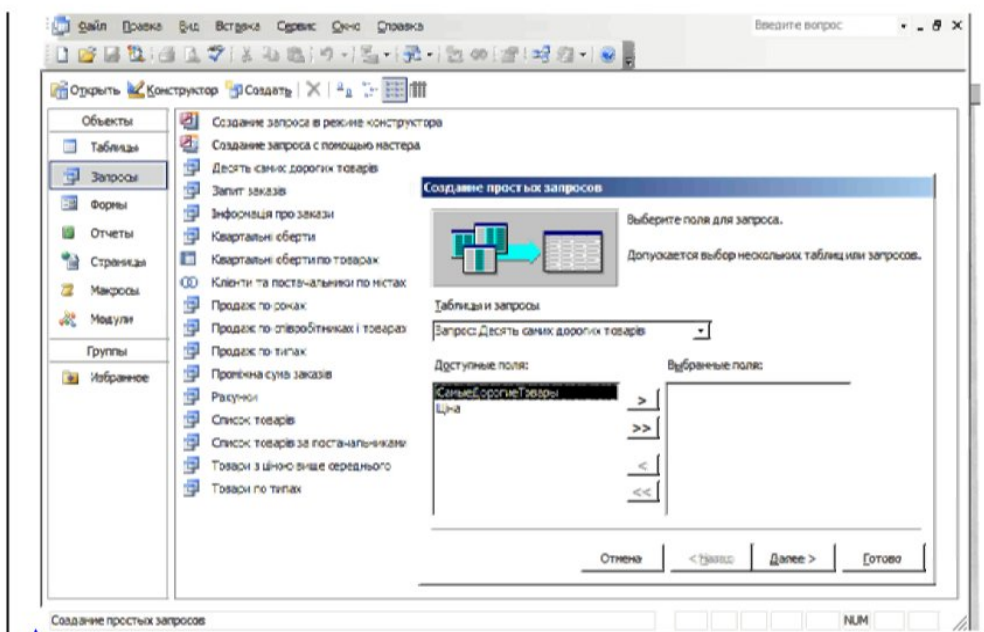 Файл Правка Вид Вставка Сервис Окно Справка Введите вопрос
Открыть Конструктор Создать
Объекты
Таблицы
Запросы
Формы
Отчеты
Страницы
Макросы
Модули
Группы
Избранное
Создание запроса в режиме конструктора
Создание запроса с помощью мастера
Десять самих дорогих товарів
Запит заказів
Інформація про закази
Квартальні оберти
Квартальні оберти по товарах
Клієнти та постачальники по містах
Продаж по роках
Продаж по співробітниках і товарах
Продаж по типах
Проміжна сума заказів
Рахунки
Список товарів
Список товарів за постачальниками
Товари з ціною вище середнього
Товари по типах
Создание простых запросов
Выберите поля для запроса.
Допускается выбор нескольких таблиц или запросов.
Таблицы и запросы
Запрос: Десять самих дорогих товарів
Доступные поля:
Выбранные поля:
СамыеДорогиеТовары
Ціна
>
>>
<
<<
Отмена < Назад Далее > Готово
Создание простых запросов NUM